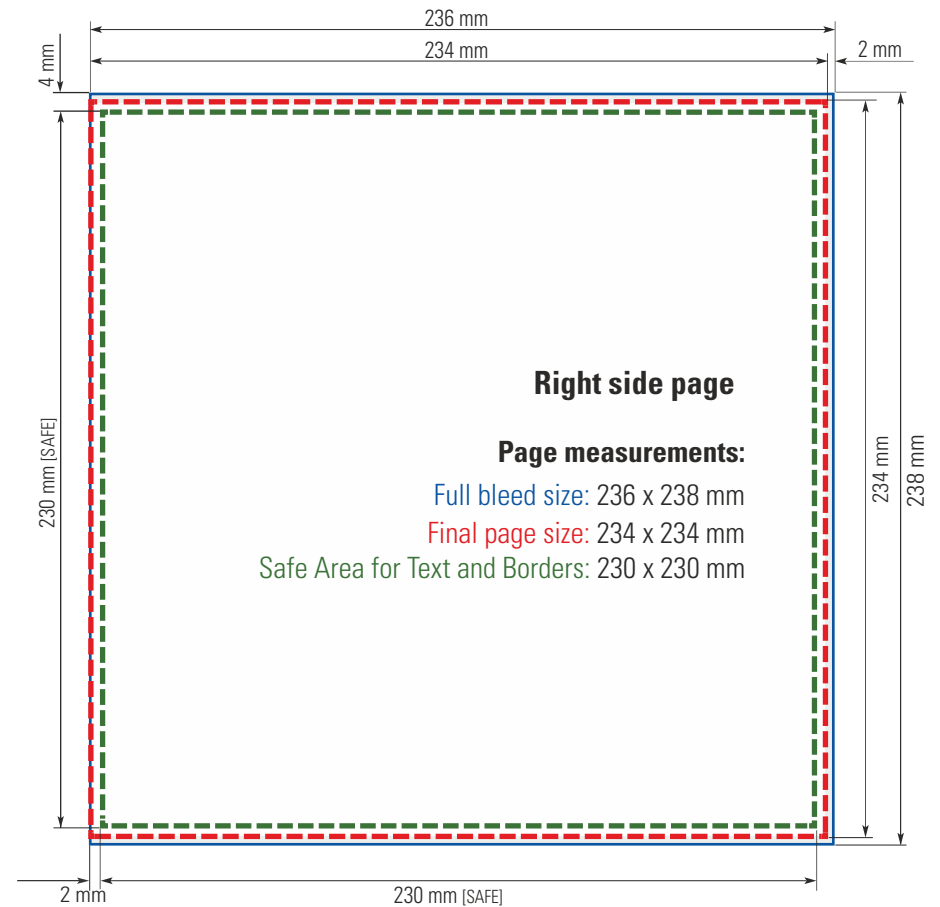 236 mm
234 mm
2 mm
4 mm
230 mm [SAFE]
Right side page
Page measurements:
Full bleed size: 236 x 238 mm
Final page size: 234 x 234 mm
Safe Area for Text and Borders: 230 x 230 mm
234 mm
238 mm
2 mm
230 mm [SAFE]